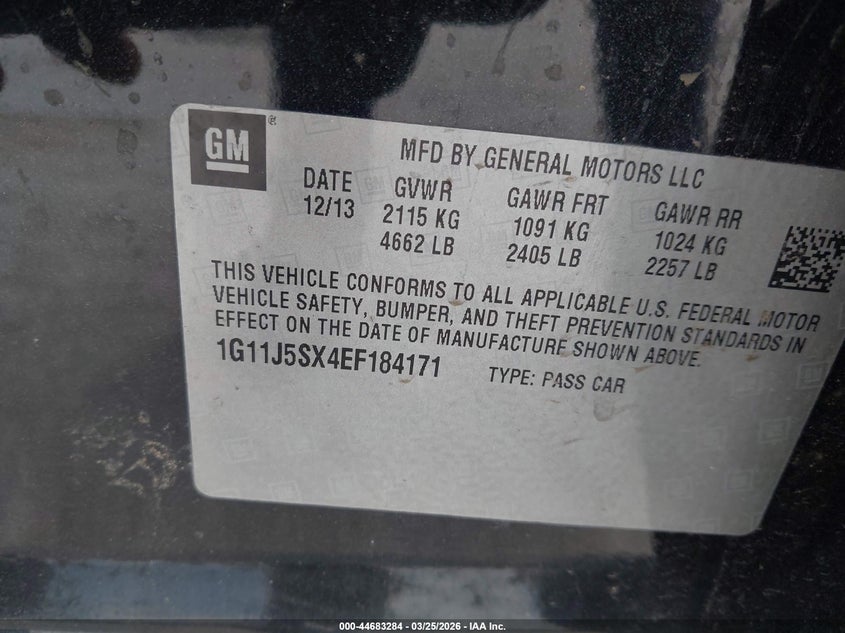 GM
MFD BY GENERAL MOTORS LLC
DATE GVWR GAWR FRT GAWR RR
12/13 2115 KG 1091 KG 1024 KG
4662 LB 2405 LB 2257 LB
THIS VEHICLE CONFORMS TO ALL APPLICABLE U.S. FEDERAL MOTOR
VEHICLE SAFETY, BUMPER, AND THEFT PREVENTION STANDARDS IN
EFFECT ON THE DATE OF MANUFACTURE SHOWN ABOVE.
1G11J5SX4EF184171 TYPE: PASS CAR
000-44683284 - 03/25/2026 - IAA Inc.